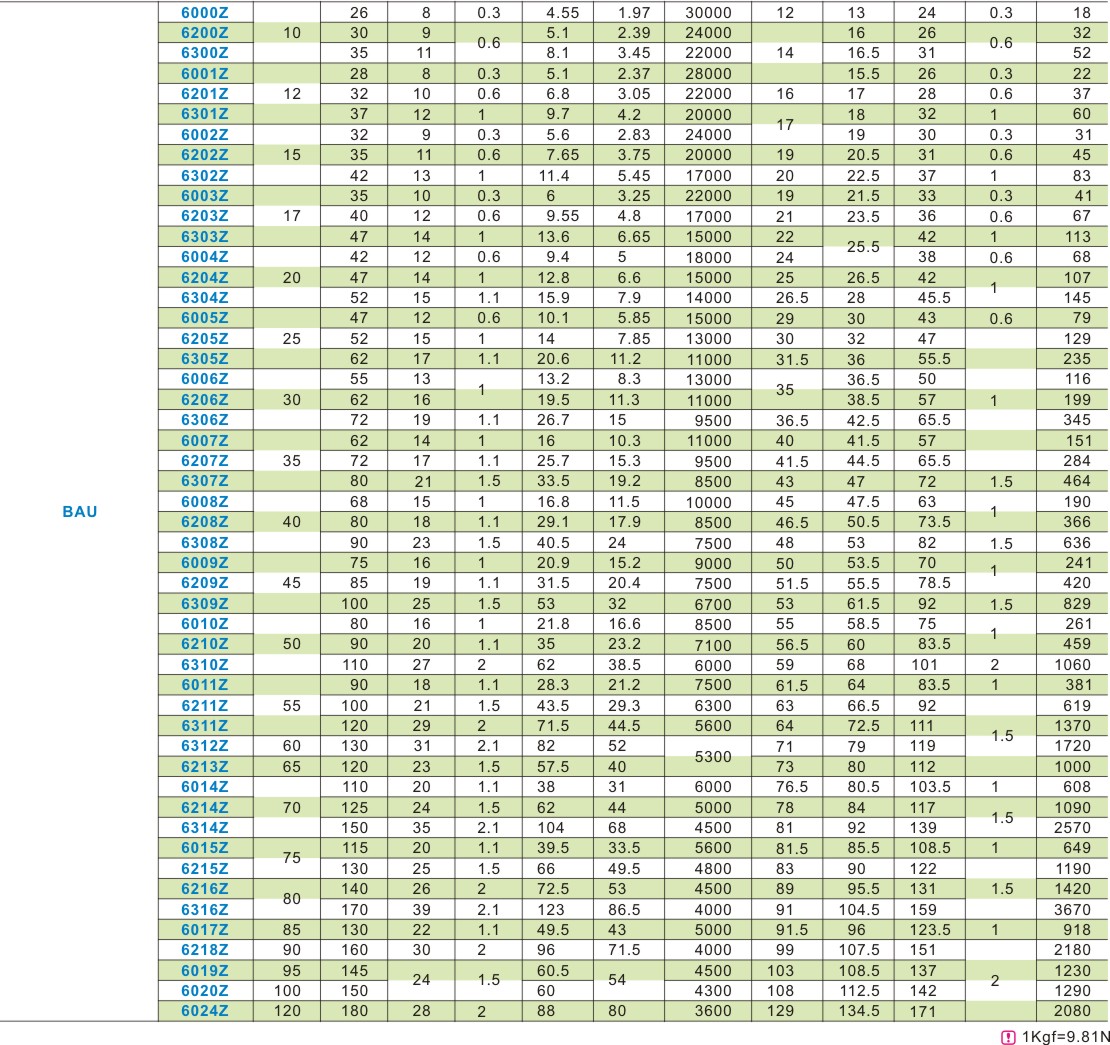 6000Z 26 8 0.3 4.55 1.97 30000 12 13 24 0.3 18
6200Z 10 30 9 0.6 5.1 2.39 24000 16 26 0.6 32
6300Z 35 11 8.1 3.45 22000 14 16.5 31 52
6001Z 28 8 0.3 5.1 2.37 28000 15.5 26 0.3 22
6201Z 12 32 10 0.6 6.8 3.05 22000 16 17 28 0.6 37
6301Z 37 12 1 9.7 4.2 20000 17 18 32 1 60
6002Z 32 9 0.3 5.6 2.83 24000 19 30 0.3 31
6202Z 15 35 11 0.6 7.65 3.75 20000 19 20.5 31 0.6 45
6302Z 42 13 1 11.4 5.45 17000 20 22.5 37 1 83
6003Z 35 10 0.3 6 3.25 22000 19 21.5 33 0.3 41
6203Z 17 40 12 0.6 9.55 4.8 17000 21 23.5 36 0.6 67
6303Z 47 14 1 13.6 6.65 15000 22 25.5 42 1 113
6004Z 42 12 0.6 9.4 5 18000 24 38 0.6 68
6204Z 20 47 14 1 12.8 6.6 15000 25 26.5 42 1 107
6304Z 52 15 1.1 15.9 7.9 14000 26.5 28 45.5 145
6005Z 47 12 0.6 10.1 5.85 15000 29 30 43 0.6 79
6205Z 25 52 15 1 14 7.85 13000 30 32 47 129
6305Z 62 17 1.1 20.6 11.2 11000 31.5 36 55.5 235
6006Z 55 13 1 13.2 8.3 13000 35 36.5 50 116
6206Z 30 62 16 19.5 11.3 11000 38.5 57 1 199
6306Z 72 19 1.1 26.7 15 9500 36.5 42.5 65.5 345
6007Z 62 14 1 16 10.3 11000 40 41.5 57 151
6207Z 35 72 17 1.1 25.7 15.3 9500 41.5 44.5 65.5 284
6307Z 80 21 1.5 33.5 19.2 8500 43 47 72 1.5 464
6008Z 68 15 1 16.8 11.5 10000 45 47.5 63 1 190
BAU
6208Z 40 80 18 1.1 29.1 17.9 8500 46.5 50.5 73.5 366
6308Z 90 23 1.5 40.5 24 7500 48 53 82 1.5 636
6009Z 75 16 1 20.9 15.2 9000 50 53.5 70 1 241
6209Z 45 85 19 1.1 31.5 20.4 7500 51.5 55.5 78.5 420
6309Z 100 25 1.5 53 32 6700 53 61.5 92 1.5 829
6010Z 80 16 1 21.8 16.6 8500 55 58.5 75 1 261
6210Z 50 90 20 1.1 35 23.2 7100 56.5 60 83.5 459
6310Z 110 27 2 62 38.5 6000 59 68 101 2 1060
6011Z 90 18 1.1 28.3 21.2 7500 61.5 64 83.5 1 381
6211Z 55 100 21 1.5 43.5 29.3 6300 63 66.5 92 619
6311Z 120 29 2 71.5 44.5 5600 64 72.5 111 1.5 1370
6312Z 60 130 31 2.1 82 52 5300 71 79 119 1720
6213Z 65 120 23 1.5 57.5 40 73 80 112 1000
6014Z 110 20 1.1 38 31 6000 76.5 80.5 103.5 1 608
6214Z 70 125 24 1.5 62 44 5000 78 84 117 1.5 1090
6314Z 150 35 2.1 104 68 4500 81 92 139 2570
6015Z 75 115 20 1.1 39.5 33.5 5600 81.5 85.5 108.5 1 649
6215Z 130 25 1.5 66 49.5 4800 83 90 122 1190
6216Z 80 140 26 2 72.5 53 4500 89 95.5 131 1.5 1420
6316Z 170 39 2.1 123 86.5 4000 91 104.5 159 3670
6017Z 85 130 22 1.1 49.5 43 5000 91.5 96 123.5 1 918
6218Z 90 160 30 2 96 71.5 4000 99 107.5 151 2180
6019Z 95 145 24 1.5 60.5 54 4500 103 108.5 137 2 1230
6020Z 100 150 60 4300 108 112.5 142 1290
6024Z 120 180 28 2 88 80 3600 129 134.5 171 2080
1Kgf=9.81N